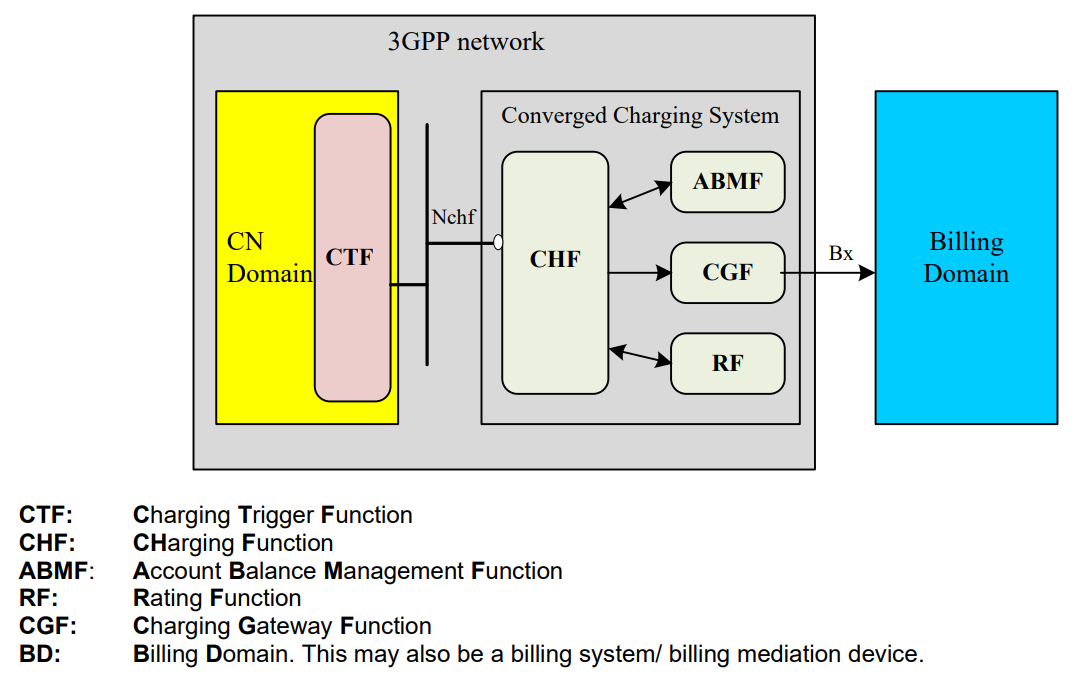 3GPP network
Converged Charging System
CN
Domain
CTF
Nchf
CHF
ABMF
CGF
RF
Bx
Billing
Domain
CTF: Charging Trigger Function
CHF: CHarging Function
ABMF: Account Balance Management Function
RF: Rating Function
CGF: Charging Gateway Function
BD: Billing Domain. This may also be a billing system/ billing mediation device.